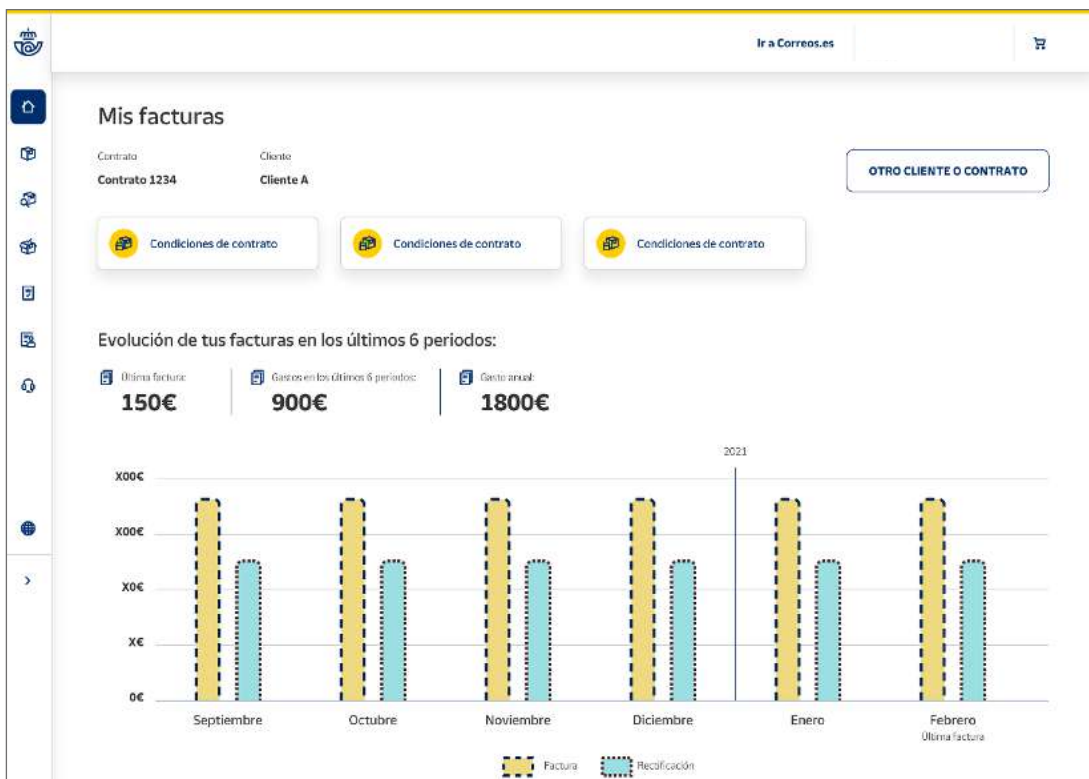 Ir a Correos.es
Mis facturas
Contrato
Cliente
Contrato 1234
Cliente A
OTRO CLIENTE O CONTRATO
Condiciones de contrato
Condiciones de contrato
Condiciones de contrato
Evolución de tus facturas en los últimos 6 periodos:
Última factura:
Gastos en los últimos 6 periodos:
Gasto anual:
150€
900€
1800€
2021
X00€
X00€
X0€
X€
0€
Septiembre
Octubre
Noviembre
Diciembre
Enero
Febrero
Última factura
Factura
Rectificación